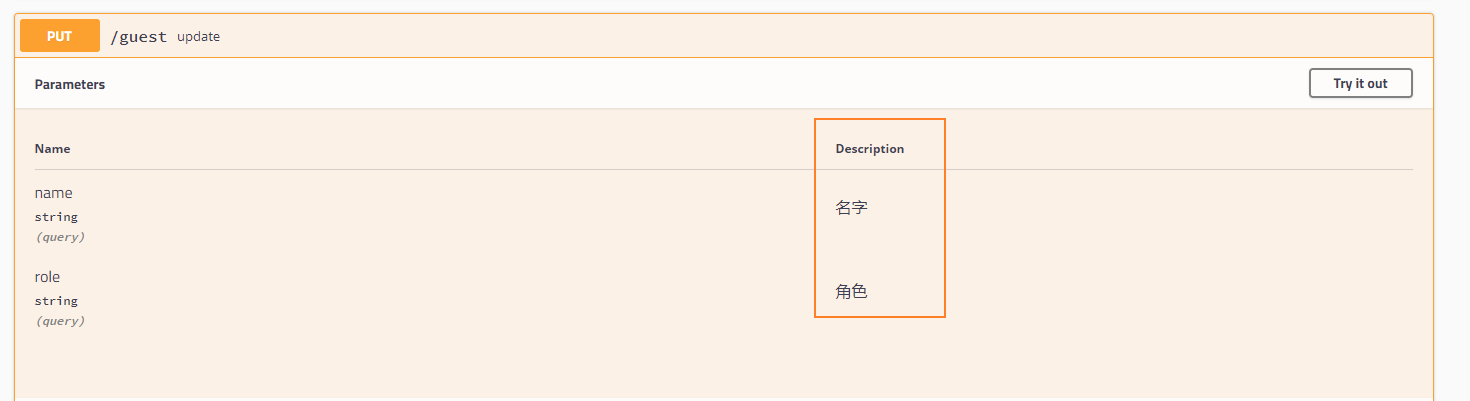 PUT /guest update
Parameters Try it out
Name Description
name
string
(query)
名字
role
string
(query)
角色